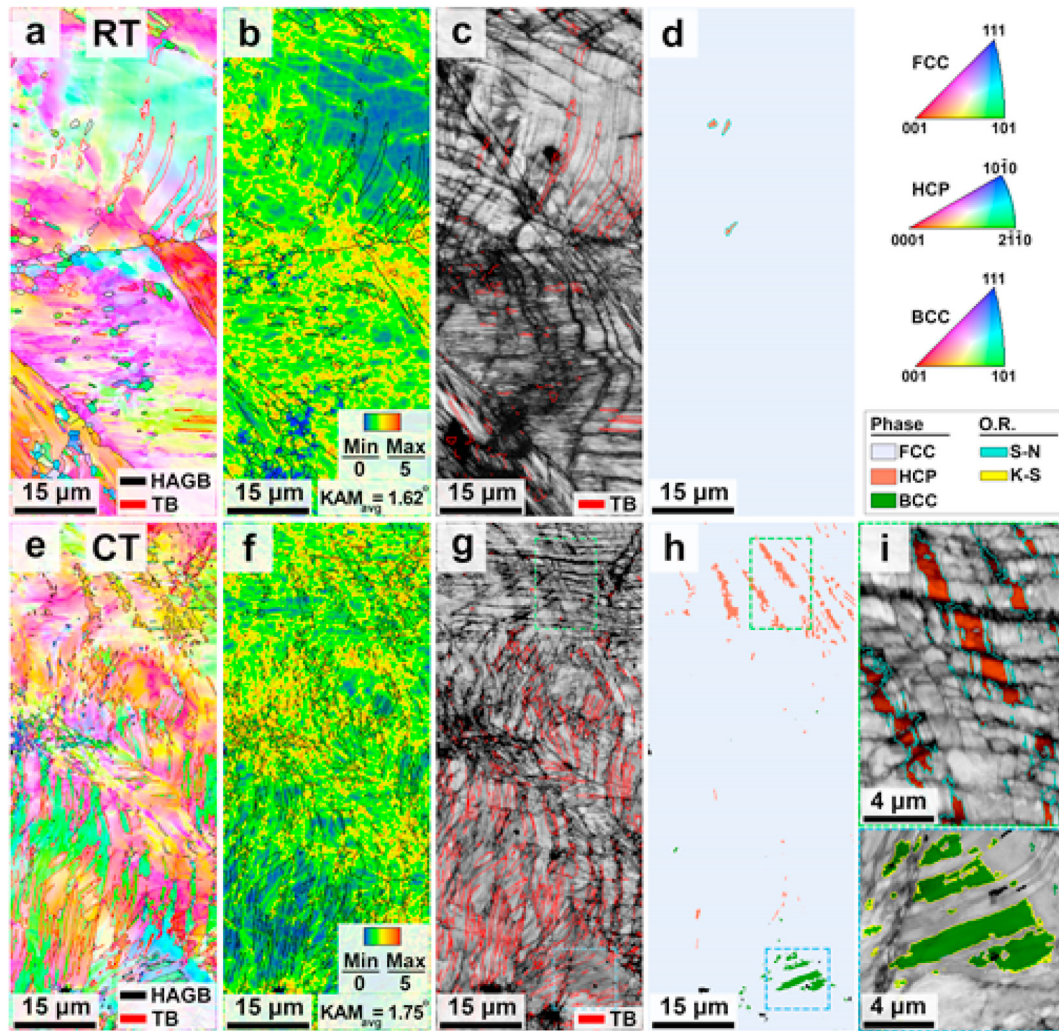 a RT
b
c
d
HAGB
TB
15 μm
Min Max
0 5
KAMavg = 1.62°
15 μm
TB
15 μm
15 μm
111
FCC
001 101
101̄0
HCP
0001 21̄1̄0
111
BCC
001 101
Phase O.R.
FCC S-N
HCP K-S
BCC
e CT
f
g
h
i
HAGB
TB
15 μm
Min Max
0 5
KAMavg = 1.75°
15 μm
TB
15 μm
15 μm
4 μm
4 μm